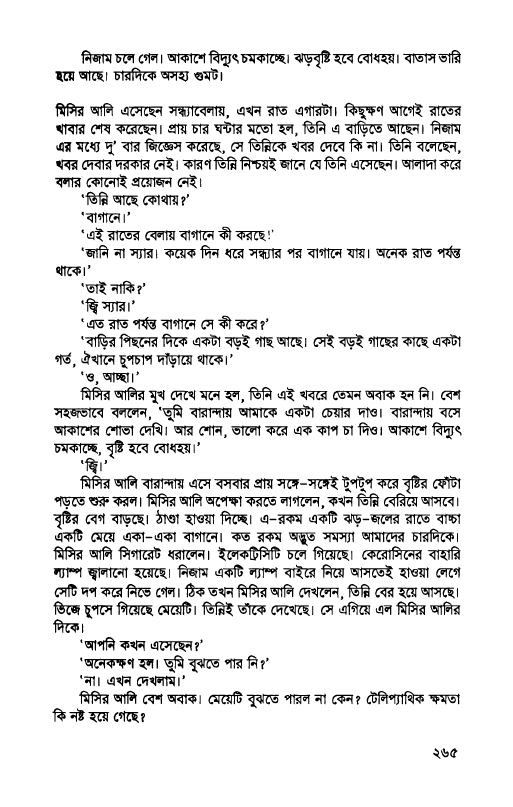 নিজাম চলে গেল। আকাশে বিদ্যুৎ চমকাচ্ছে। ঝড়বৃষ্টি হবে বোধহয়। বাতাস ভারি
হয়ে আছে। চারদিকে অসহ্য গুমট।
মিসির আলি এসেছেন সন্ধ্যাবেলায়, এখন রাত এগারটা। কিছুক্ষণ আগেই রাতের
খাবার শেষ করেছেন। প্রায় চার ঘন্টার মতো হল, তিনি এ বাড়িতে আছেন। নিজাম
এর মধ্যে দু' বার জিজ্ঞেস করেছে, সে তিন্নিকে খবর দেবে কি না। তিনি বলেছেন,
খবর দেবার দরকার নেই। কারণ তিন্নি নিশ্চয়ই জানে যে তিনি এসেছেন। আলাদা করে
বলার কোনোই প্রয়োজন নেই।
'তিন্নি আছে কোথায়?'
'বাগানে।'
'এই রাতের বেলায় বাগানে কী করছে!'
'জানি না স্যার। কয়েক দিন ধরে সন্ধ্যার পর বাগানে যায়। অনেক রাত পর্যন্ত
থাকে।'
'তাই নাকি?'
'জ্বি স্যার।'
'এত রাত পর্যন্ত বাগানে সে কী করে?'
'বাড়ির পিছনের দিকে একটা বড়ই গাছ আছে। সেই বড়ই গাছের কাছে একটা
গর্ত, ঐখানে চুপচাপ দাঁড়ায়ে থাকে।'
'ও, আচ্ছা।'
মিসির আলির মুখ দেখে মনে হল, তিনি এই খবরে তেমন অবাক হন নি। বেশ
সহজভাবে বললেন, 'তুমি বারান্দায় আমাকে একটা চেয়ার দাও। বারান্দায় বসে
আকাশের শোভা দেখি। আর শোন, ভালো করে এক কাপ চা দিও। আকাশে বিদ্যুৎ
চমকাচ্ছে, বৃষ্টি হবে বোধহয়।'
'জ্বি।'
মিসির আলি বারান্দায় এসে বসবার প্রায় সঙ্গে-সঙ্গেই টুপটুপ করে বৃষ্টির ফোঁটা
পড়তে শুরু করল। মিসির আলি অপেক্ষা করতে লাগলেন, কখন তিন্নি বেরিয়ে আসবে।
বৃষ্টির বেগ বাড়ছে। ঠাণ্ডা হাওয়া দিচ্ছে। এ-রকম একটি ঝড়-জলের রাতে বাচ্চা
একটি মেয়ে একা-একা বাগানে। কত রকম অদ্ভুত সমস্যা আমাদের চারদিকে।
মিসির আলি সিগারেট ধরালেন। ইলেকট্রিসিটি চলে গিয়েছে। কেরোসিনের বাহারি
ল্যাম্প জ্বালানো হয়েছে। নিজাম একটি ল্যাম্প বাইরে নিয়ে আসতেই হাওয়া লেগে
সেটি দপ করে নিভে গেল। ঠিক তখন মিসির আলি দেখলেন, তিন্নি বের হয়ে আসছে।
ভিজে চুপসে গিয়েছে মেয়েটি। তিন্নিই তাঁকে দেখেছে। সে এগিয়ে এল মিসির আলির
দিকে।
'আপনি কখন এসেছেন?'
'অনেকক্ষণ হল। তুমি বুঝতে পার নি?'
'না। এখন দেখলাম।'
মিসির আলি বেশ অবাক। মেয়েটি বুঝতে পারল না কেন? টেলিপ্যাথিক ক্ষমতা
কি নষ্ট হয়ে গেছে?
২৬৫